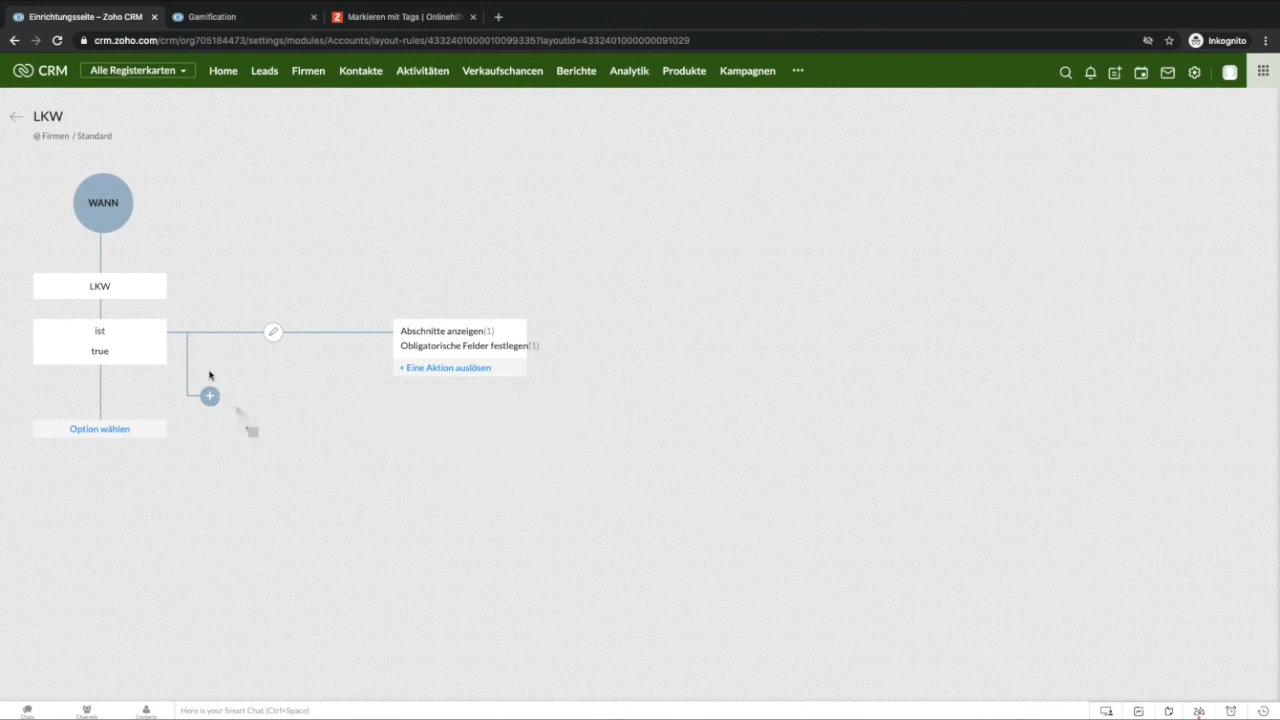 Einrichtungsseite – Zoho CRM
Gamification
Markieren mit Tags | Onlinehilf
crm.zoho.com/crm/org705184473/settings/modules/Accounts/layout-rules/4332401000010099335?layoutId=4332401000000091029
Inkognito
CRM
Alle Registerkarten
Home
Leads
Firmen
Kontakte
Aktivitäten
Verkaufschancen
Berichte
Analytik
Produkte
Kampagnen
LKW
@ Firmen / Standard
WANN
LKW
ist
true
Abschnitte anzeigen(1)
Obligatorische Felder festlegen(1)
+ Eine Aktion auslösen
Option wählen
Chats
Channels
Contacts
Here is your Smart Chat (Ctrl+Space)